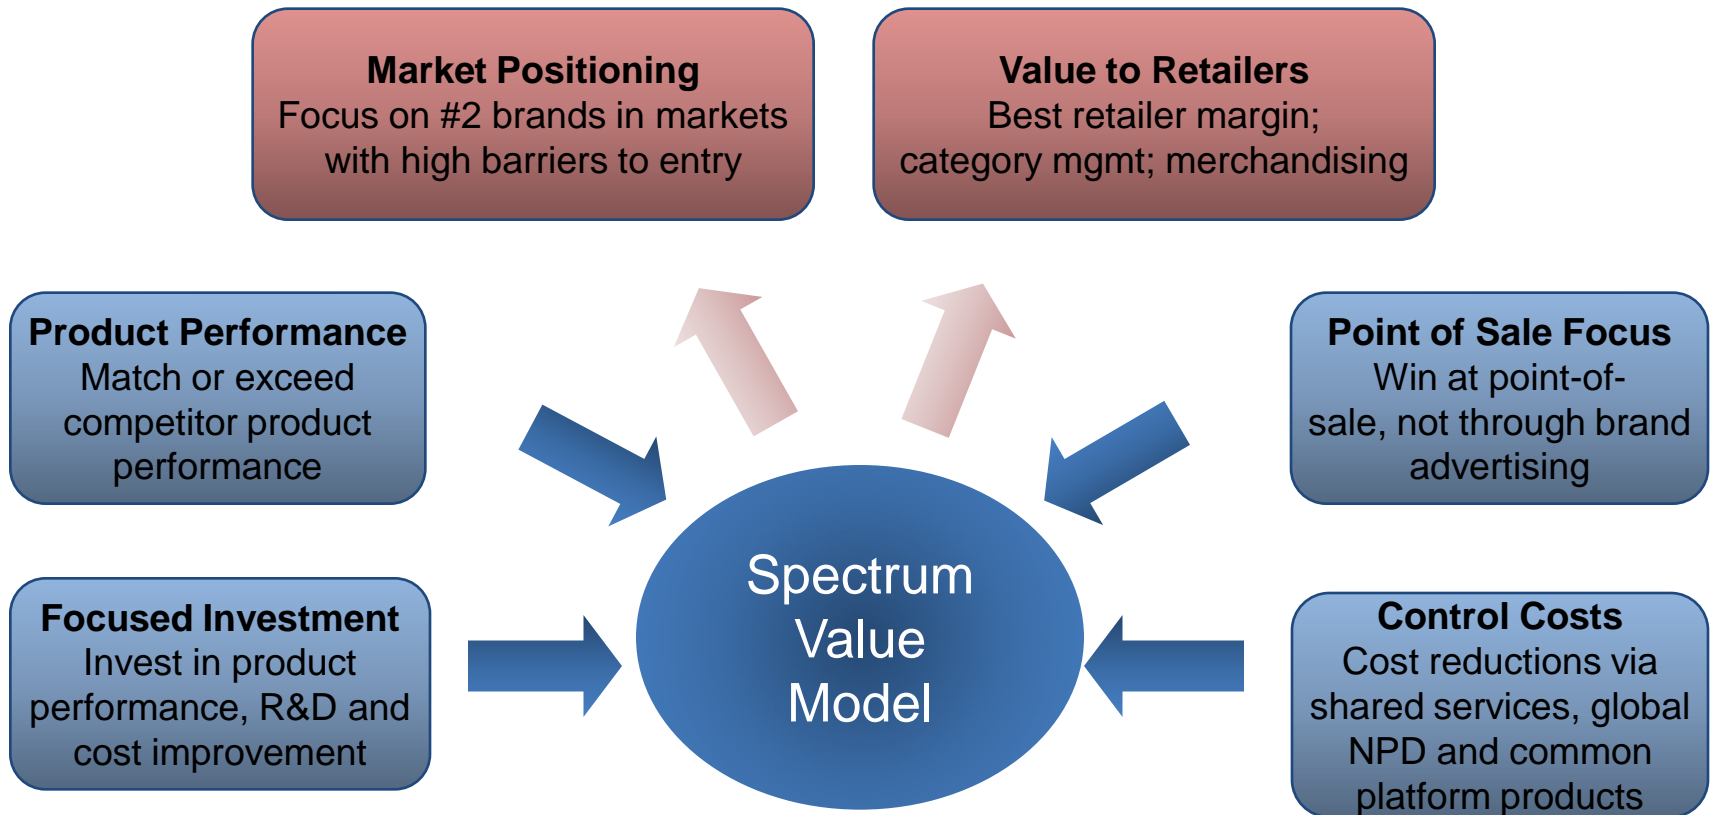 Market Positioning
Focus on #2 brands in markets
with high barriers to entry
Value to Retailers
Best retailer margin;
category mgmt; merchandising
Product Performance
Match or exceed
competitor product
performance
Point of Sale Focus
Win at point-of-
sale, not through brand
advertising
Focused Investment
Invest in product
performance, R&D and
cost improvement
Spectrum
Value
Model
Control Costs
Cost reductions via
shared services, global
NPD and common
platform products